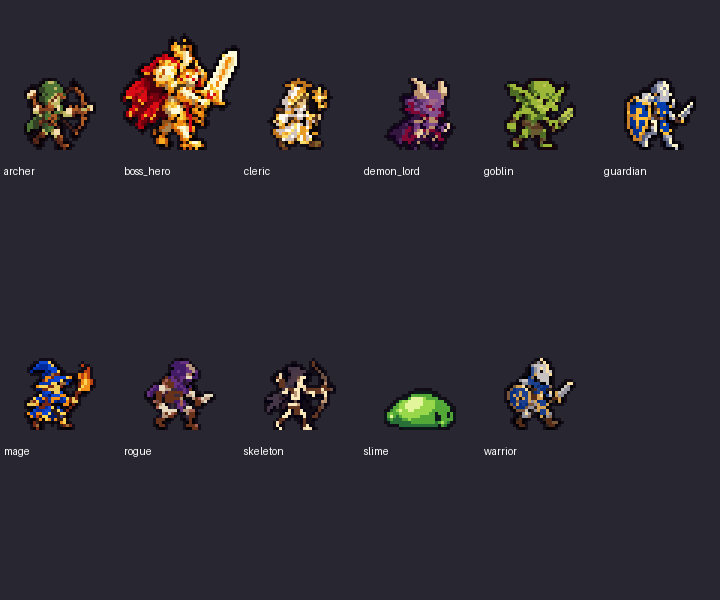 archer
boss_hero
cleric
demon_lord
goblin
guardian
mage
rogue
skeleton
slime
warrior